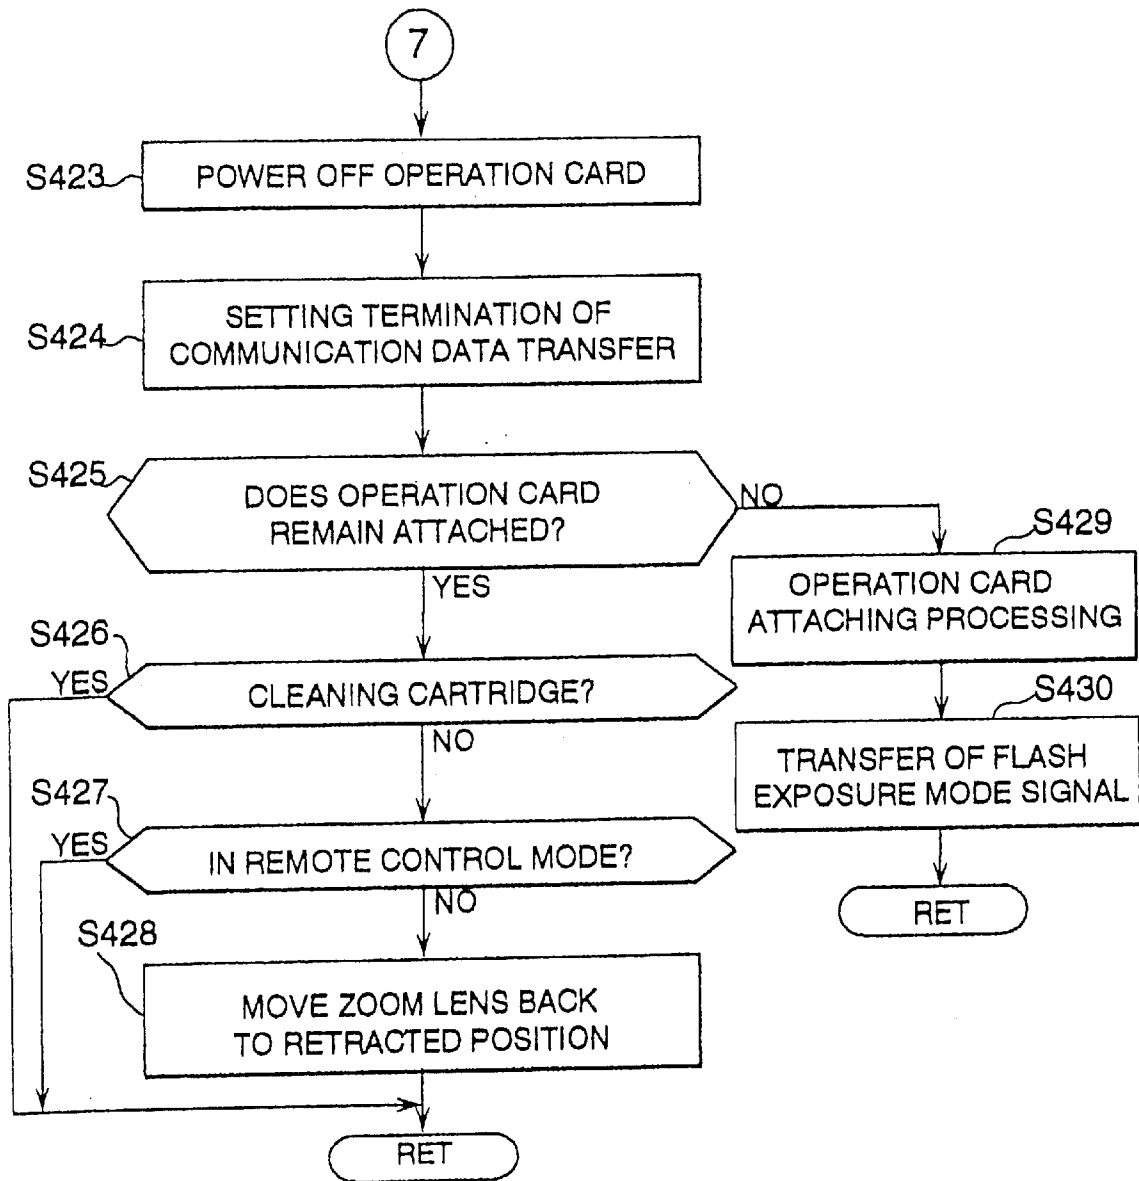 7
S423
POWER OFF OPERATION CARD
S424
SETTING TERMINATION OF
COMMUNICATION DATA TRANSFER
S425
DOES OPERATION CARD
REMAIN ATTACHED?
NO
YES
S429
OPERATION CARD
ATTACHING PROCESSING
S426
YES
CLEANING CARTRIDGE?
NO
S430
TRANSFER OF FLASH
EXPOSURE MODE SIGNAL
RET
S427
YES
IN REMOTE CONTROL MODE?
NO
S428
MOVE ZOOM LENS BACK
TO RETRACTED POSITION
RET